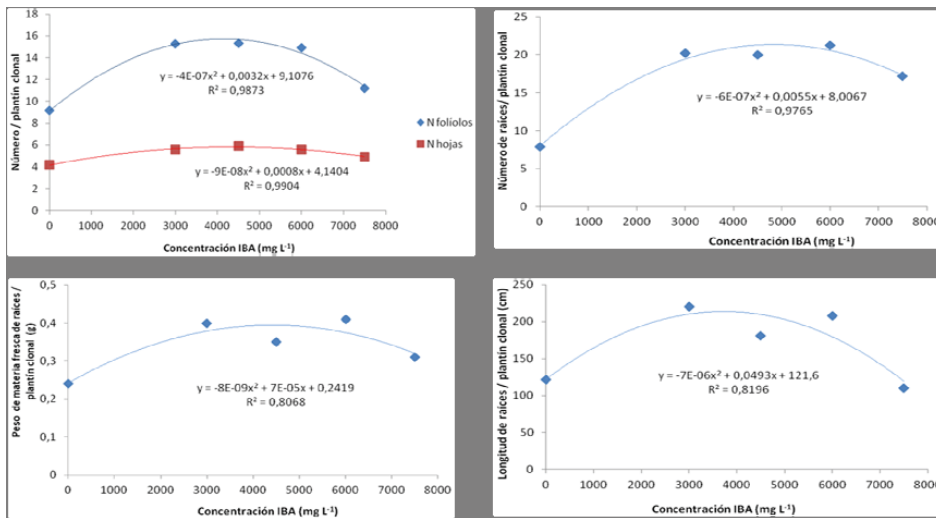 18
16
14
12
10
8
6
4
2
0
Número / plantín clonal
y = -4E-07x² + 0,0032x + 9,1076
R² = 0,9873
y = -9E-08x² + 0,0008x + 4,1404
R² = 0,9904
N folíolos
N hojas
0 1000 2000 3000 4000 5000 6000 7000 8000
Concentración IBA (mg L⁻¹)
25
20
15
10
5
0
Número de raíces/ plantín clonal
y = -6E-07x² + 0,0055x + 8,0067
R² = 0,9765
0 1000 2000 3000 4000 5000 6000 7000 8000
Concentración IBA (mg L⁻¹)
0,5
0,4
0,3
0,2
0,1
0
Peso de materia fresca de raíces /
plantín clonal (g)
y = -8E-09x² + 7E-05x + 0,2419
R² = 0,8068
0 1000 2000 3000 4000 5000 6000 7000 8000
Concentración IBA (mg L⁻¹)
250
200
150
100
50
0
Longitud de raíces / plantín clonal (cm)
y = -7E-06x² + 0,0493x + 121,6
R² = 0,8196
0 1000 2000 3000 4000 5000 6000 7000 8000
Concentración IBA (mg L⁻¹)